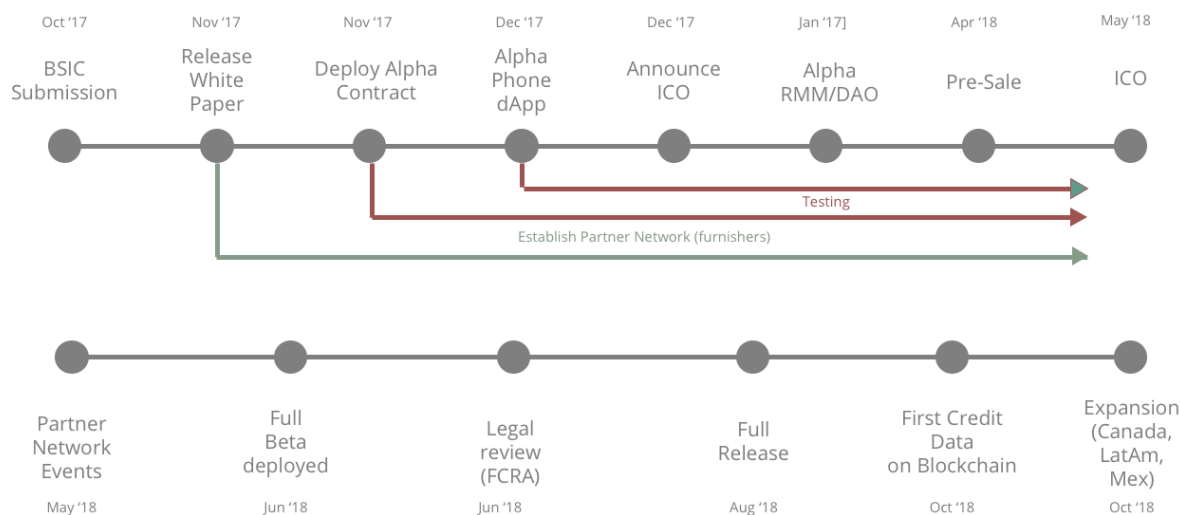 Oct ‘17
Nov ‘17
Nov ‘17
Dec ‘17
Dec ‘17
Jan ‘17]
Apr ‘18
May ‘18
BSIC
Submission
Release
White
Paper
Deploy Alpha
Contract
Alpha
Phone
dApp
Announce
ICO
Alpha
RMM/DAO
Pre-Sale
ICO
Testing
Establish Partner Network (furnishers)
Partner
Network
Events
Full
Beta
deployed
Legal
review
(FCRA)
Full
Release
First Credit
Data
on Blockchain
Expansion
(Canada,
LatAm,
Mex)
May ‘18
Jun ‘18
Jun ‘18
Aug ‘18
Oct ‘18
Oct ‘18